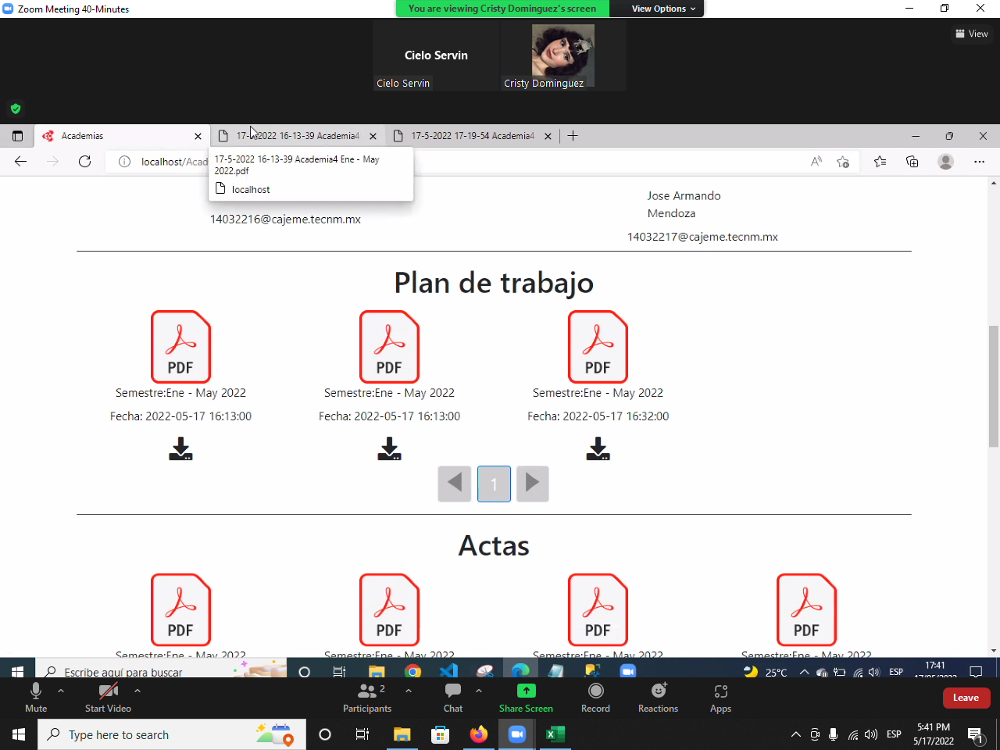 Zoom Meeting 40-Minutes
You are viewing Cristy Dominguez's screen
View Options
View
Cielo Servin
Cielo Servin
Cristy Dominguez
Academias
17-5-2022 16-13-39 Academia4
17-5-2022 17-19-54 Academia4
localhost/Acad
17-5-2022 16-13-39 Academia4 Ene - May
2022.pdf
localhost
Jose Armando
Mendoza
14032216@cajeme.tecnm.mx
14032217@cajeme.tecnm.mx
Plan de trabajo
PDF
PDF
PDF
Semestre:Ene - May 2022
Semestre:Ene - May 2022
Semestre:Ene - May 2022
Fecha: 2022-05-17 16:13:00
Fecha: 2022-05-17 16:13:00
Fecha: 2022-05-17 16:32:00
1
Actas
PDF
PDF
PDF
PDF
Semestre:Ene - May 2022
Semestre:Ene - May 2022
Semestre:Ene - May 2022
Semestre:Ene - May 2022
Escribe aquí para buscar
25°C
ESP
17:41
17/05/2022
Mute
Start Video
Participants
2
Chat
Share Screen
Record
Reactions
Apps
Leave
Type here to search
ESP
5:41 PM
5/17/2022
1